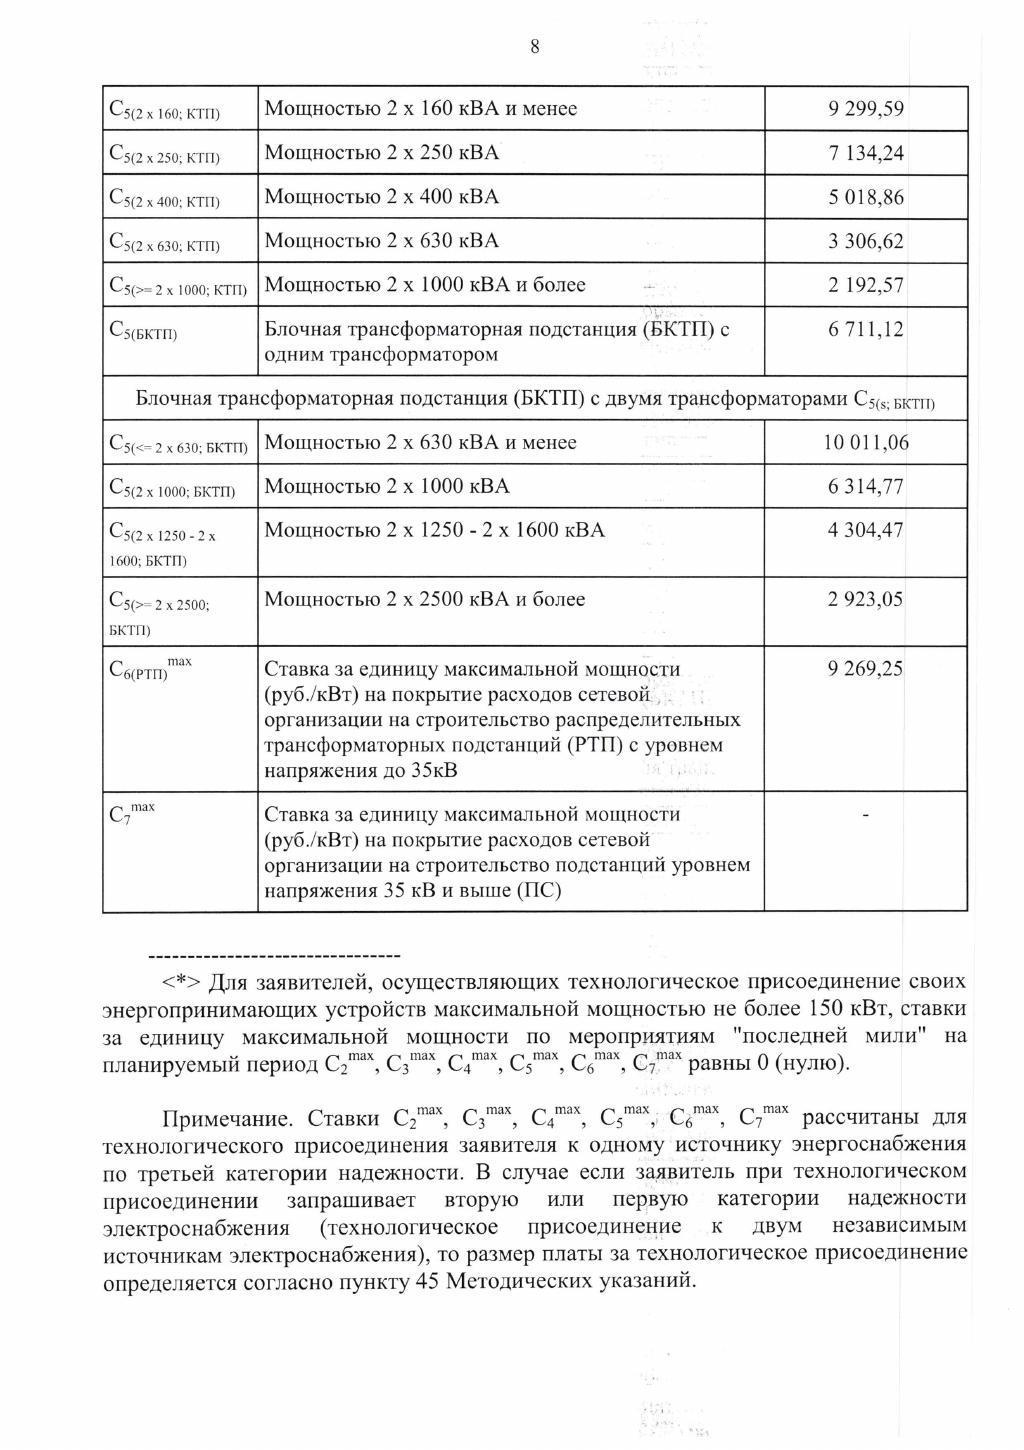 8
C5(2 x 160; КТП) Мощностью 2 x 160 кВА и менее 9 299,59
C5(2 x 250; КТП) Мощностью 2 x 250 кВА 7 134,24
C5(2 x 400; КТП) Мощностью 2 x 400 кВА 5 018,86
C5(2 x 630; КТП) Мощностью 2 x 630 кВА 3 306,62
C5(>= 2 x 1000; КТП) Мощностью 2 x 1000 кВА и более 2 192,57
C5(БКТП) Блочная трансформаторная подстанция (БКТП) с 6 711,12
одним трансформатором
Блочная трансформаторная подстанция (БКТП) с двумя трансформаторами C5(s; БКТП)
C5(<= 2 x 630; БКТП) Мощностью 2 x 630 кВА и менее 10 011,06
C5(2 x 1000; БКТП) Мощностью 2 x 1000 кВА 6 314,77
C5(2 x 1250 - 2 x Мощностью 2 x 1250 - 2 x 1600 кВА 4 304,47
1600; БКТП)
C5(>= 2 x 2500; Мощностью 2 x 2500 кВА и более 2 923,05
БКТП)
C6(РТП)max Ставка за единицу максимальной мощности 9 269,25
(руб./кВт) на покрытие расходов сетевой
организации на строительство распределительных
трансформаторных подстанций (РТП) с уровнем
напряжения до 35кВ
C7max Ставка за единицу максимальной мощности -
(руб./кВт) на покрытие расходов сетевой
организации на строительство подстанций уровнем
напряжения 35 кВ и выше (ПС)
--------------------------------
<*> Для заявителей, осуществляющих технологическое присоединение своих
энергопринимающих устройств максимальной мощностью не более 150 кВт, ставки
за единицу максимальной мощности по мероприятиям "последней мили" на
планируемый период C2max, C3max, C4max, C5max, C6max, C7max равны 0 (нулю).
Примечание. Ставки C2max, C3max, C4max, C5max, C6max, C7max рассчитаны для
технологического присоединения заявителя к одному источнику энергоснабжения
по третьей категории надежности. В случае если заявитель при технологическом
присоединении запрашивает вторую или первую категории надежности
электроснабжения (технологическое присоединение к двум независимым
источникам электроснабжения), то размер платы за технологическое присоединение
определяется согласно пункту 45 Методических указаний.